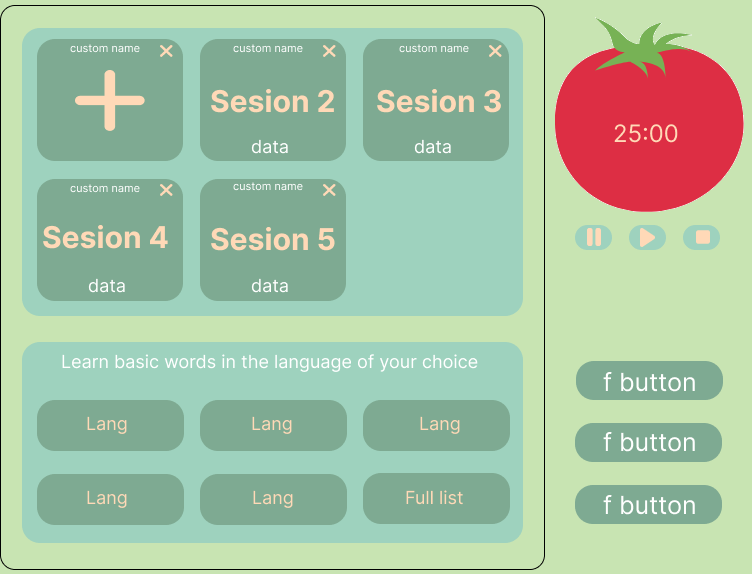 custom name
custom name
Sesion 2
data
custom name
Sesion 3
data
custom name
Sesion 4
data
custom name
Sesion 5
data
Learn basic words in the language of your choice
Lang
Lang
Lang
Lang
Lang
Full list
25:00
f button
f button
f button